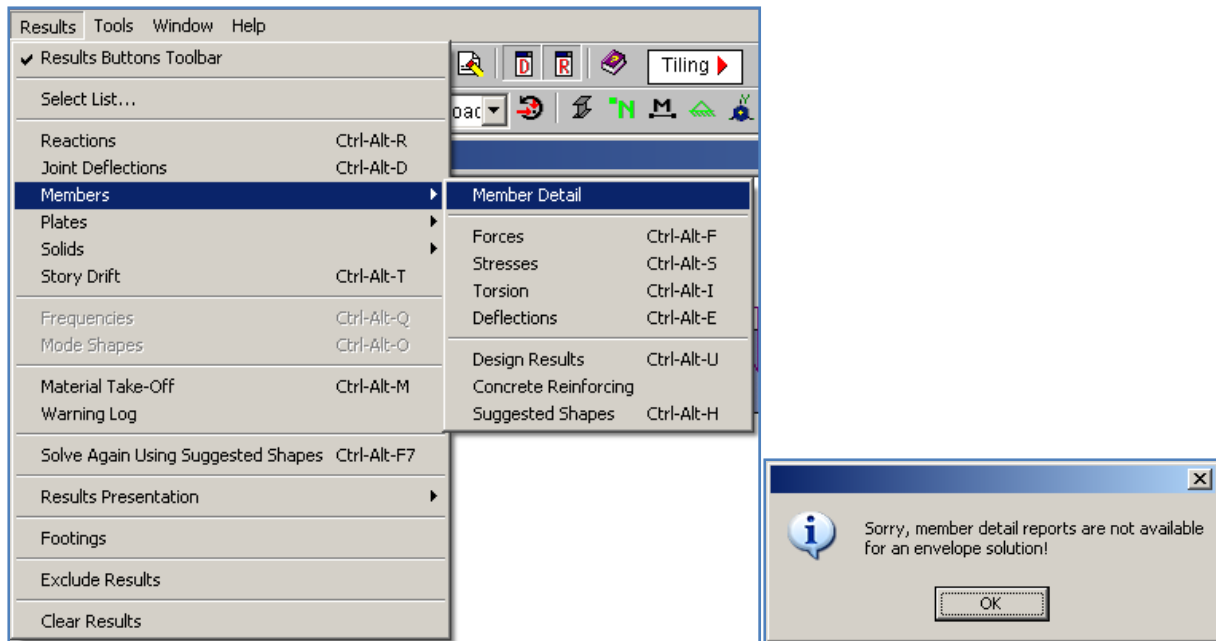 Results Tools Window Help
Results Buttons Toolbar
D R Tiling
Select List...
N M Y
Reactions Ctrl-Alt-R
Joint Deflections Ctrl-Alt-D
Members
Plates
Solids
Story Drift Ctrl-Alt-T
Frequencies Ctrl-Alt-Q
Mode Shapes Ctrl-Alt-O
Material Take-Off Ctrl-Alt-M
Warning Log
Solve Again Using Suggested Shapes Ctrl-Alt-F7
Results Presentation
Footings
Exclude Results
Clear Results
Member Detail
Forces Ctrl-Alt-F
Stresses Ctrl-Alt-S
Torsion Ctrl-Alt-I
Deflections Ctrl-Alt-E
Design Results Ctrl-Alt-U
Concrete Reinforcing
Suggested Shapes Ctrl-Alt-H
Sorry, member detail reports are not available
for an envelope solution!
OK